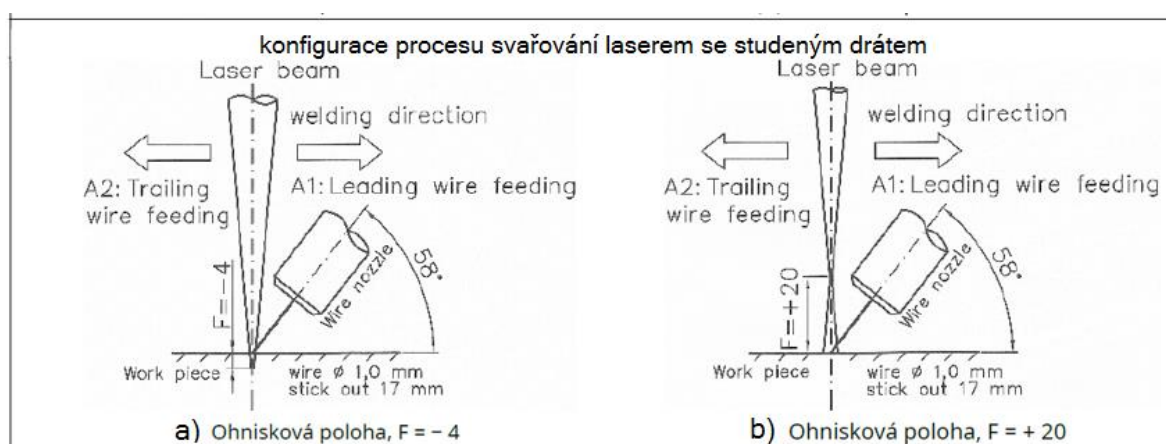 konfigurace procesu svařování laserem se studeným drátem
Laser beam
welding direction
A2: Trailing
wire feeding
A1: Leading wire feeding
58°
Wire nozzle
F=-4
Work piece
wire ø 1,0 mm
stick out 17 mm
a) Ohnisková poloha, F = − 4
Laser beam
welding direction
A2: Trailing
wire feeding
A1: Leading wire feeding
58°
Wire nozzle
F=+20
Work piece
wire ø 1,0 mm
stick out 17 mm
b) Ohnisková poloha, F = + 20